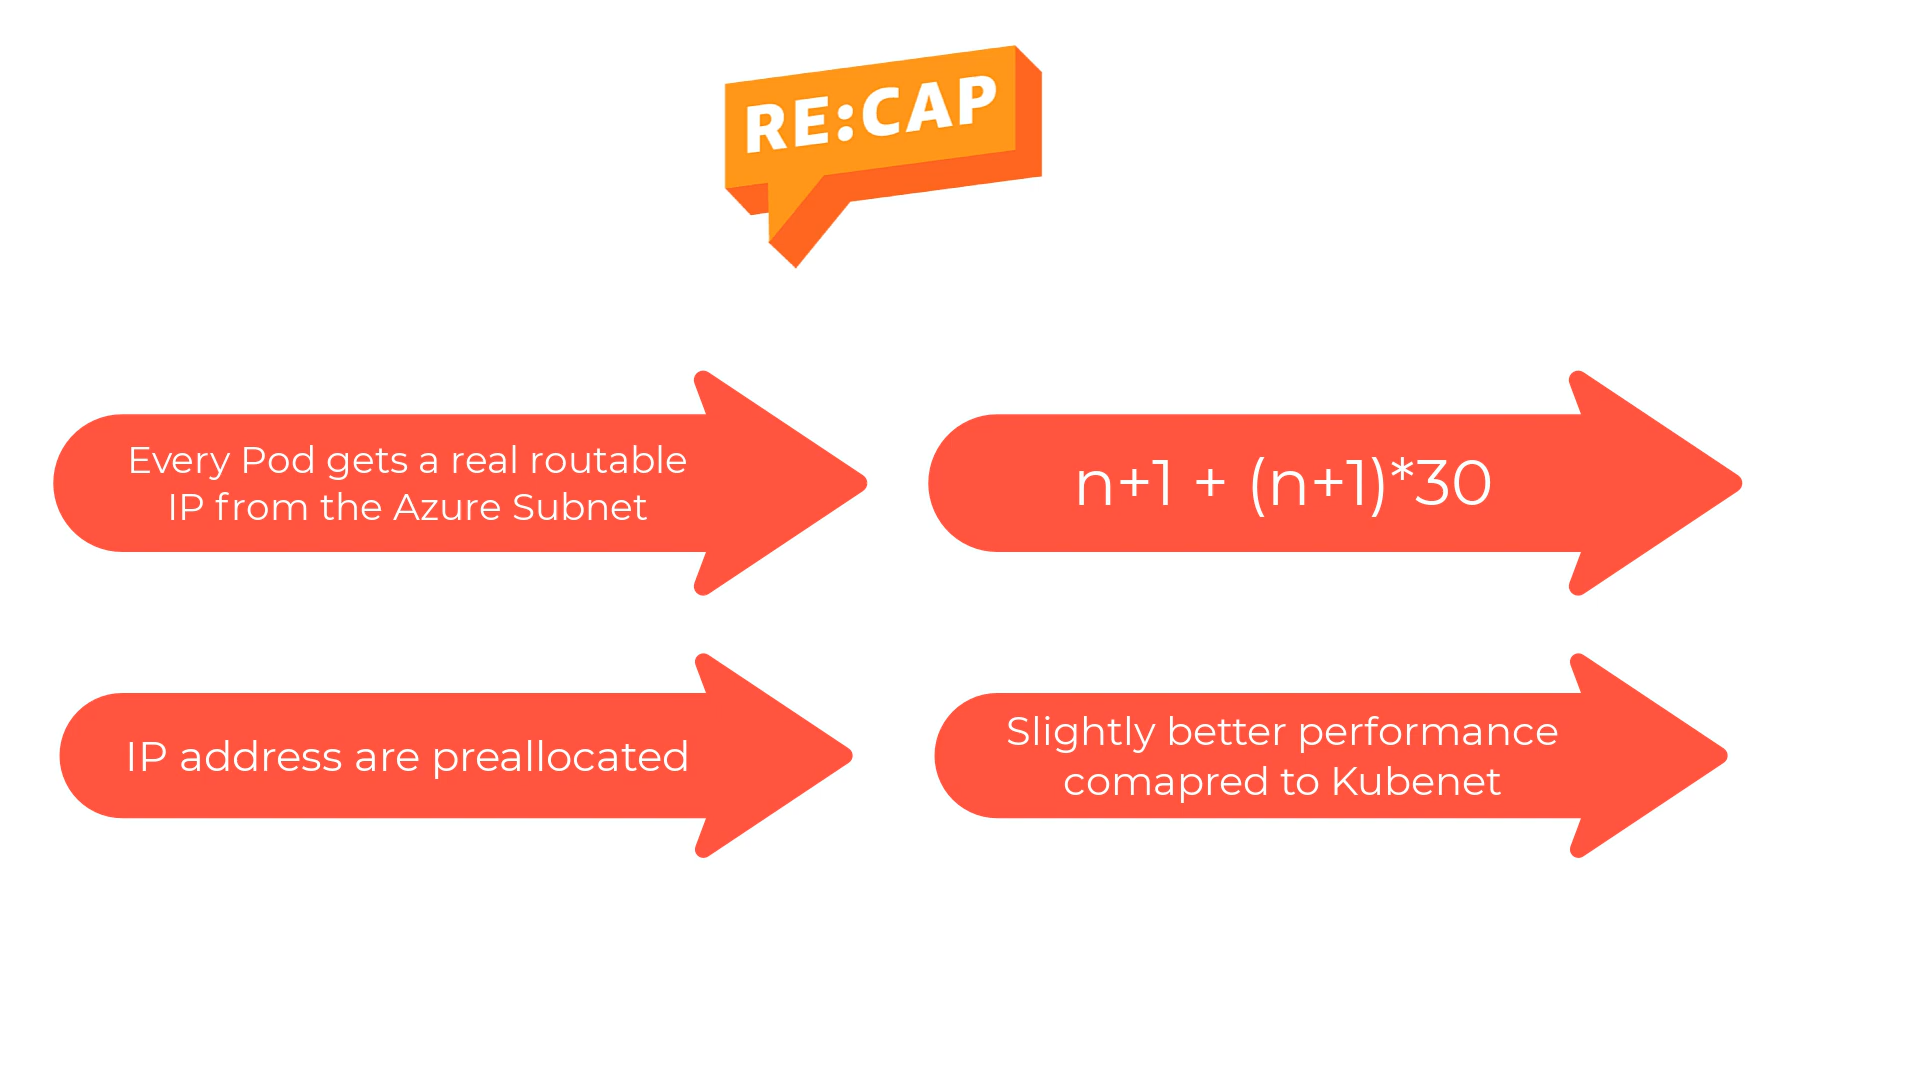 RE:CAP
Every Pod gets a real routable
IP from the Azure Subnet
n+1 + (n+1)*30
IP address are preallocated
Slightly better performance
comapred to Kubenet